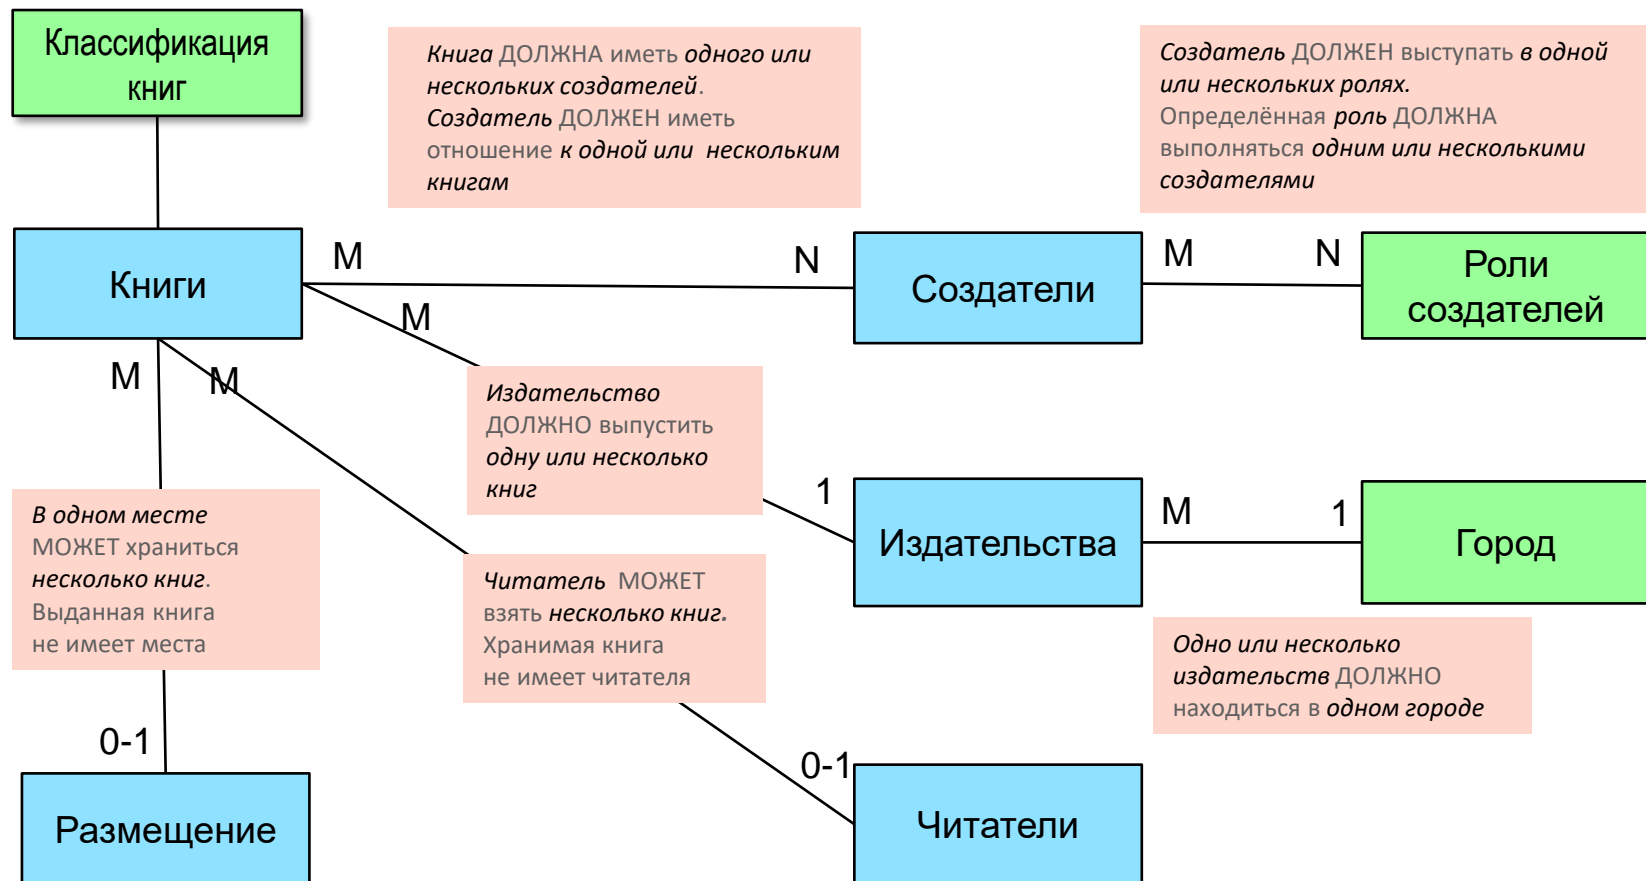 Классификация
книг
Книга ДОЛЖНА иметь одного или
нескольких создателей.
Создатель ДОЛЖЕН иметь
отношение к одной или нескольким
книгам
Создатель ДОЛЖЕН выступать в одной
или нескольких ролях.
Определённая роль ДОЛЖНА
выполняться одним или несколькими
создателями
Книги
M
N
Создатели
M
N
Роли
создателей
M
M
M
Издательство
ДОЛЖНО выпустить
одну или несколько
книг
1
Издательства
M
1
Город
В одном месте
МОЖЕТ храниться
несколько книг.
Выданная книга
не имеет места
Читатель МОЖЕТ
взять несколько книг.
Хранимая книга
не имеет читателя
Одно или несколько
издательств ДОЛЖНО
находиться в одном городе
0-1
0-1
Размещение
Читатели